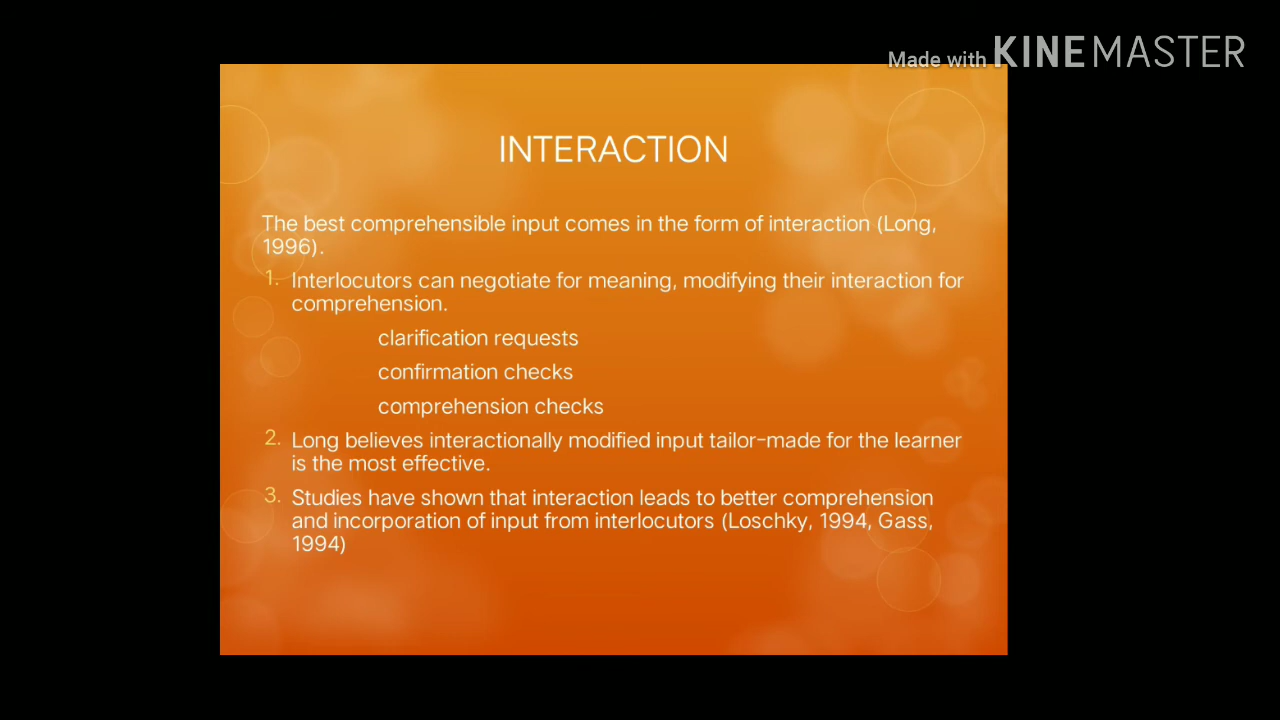 Made with KINEMASTER
INTERACTION
The best comprehensible input comes in the form of interaction (Long,
1996).
1. Interlocutors can negotiate for meaning, modifying their interaction for
comprehension.
clarification requests
confirmation checks
comprehension checks
2. Long believes interactionally modified input tailor-made for the learner
is the most effective.
3. Studies have shown that interaction leads to better comprehension
and incorporation of input from interlocutors (Loschky, 1994, Gass,
1994)